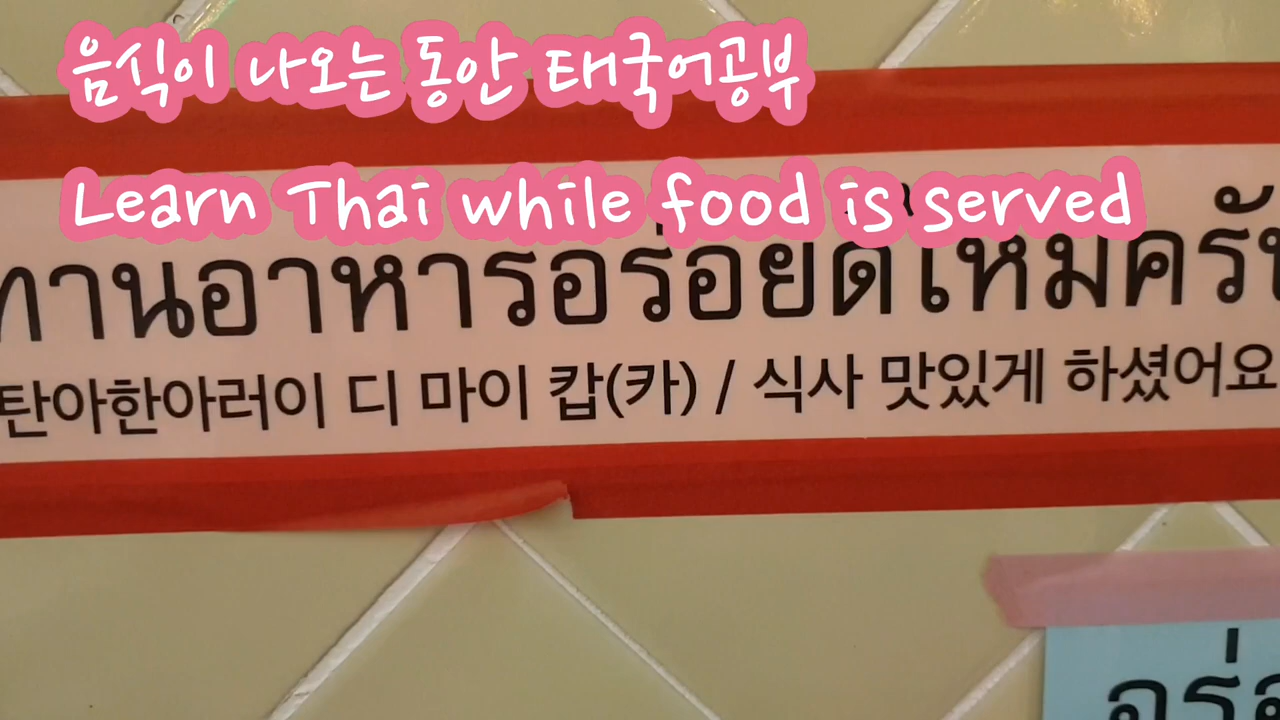 음식이 나오는 동안 태국어공부
Learn Thai while food is served
ทานอาหารอร่อยดีไหมครับ
탄아한아러이 디 마이 캅(카) / 식사 맛있게 하셨어요